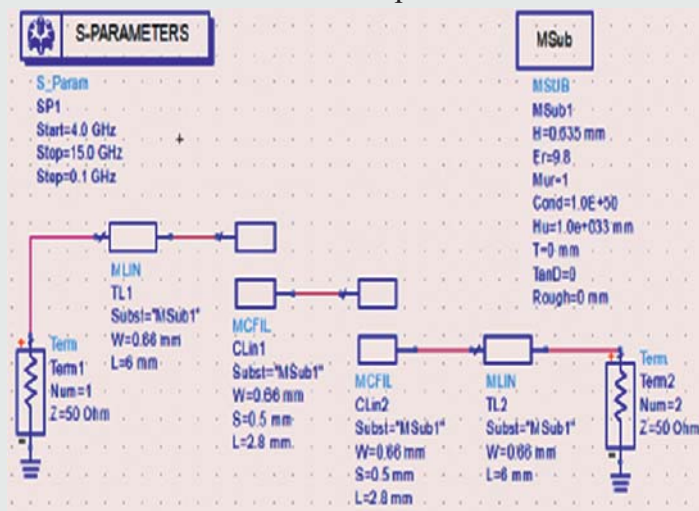 S-PARAMETERS
S_Param
SP1
Start=4.0 GHz
Stop=15.0 GHz
Step=0.1 GHz
MSub
MSUB
MSub1
H=0.635 mm
Er=9.8
Mur=1
Cond=1.0E+50
Hu=1.0e+033 mm
T=0 mm
TanD=0
Rough=0 mm
MLIN
TL1
Subst="MSub1"
W=0.66 mm
L=6 mm
Term
Term1
Num=1
Z=50 Ohm
MCFIL
CLin1
Subst="MSub1"
W=0.66 mm
S=0.5 mm
L=2.8 mm
MCFIL
CLin2
Subst="MSub1"
W=0.66 mm
S=0.5 mm
L=2.8 mm
MLIN
TL2
Subst="MSub1"
W=0.66 mm
L=6 mm
Term
Term2
Num=2
Z=50 Ohm